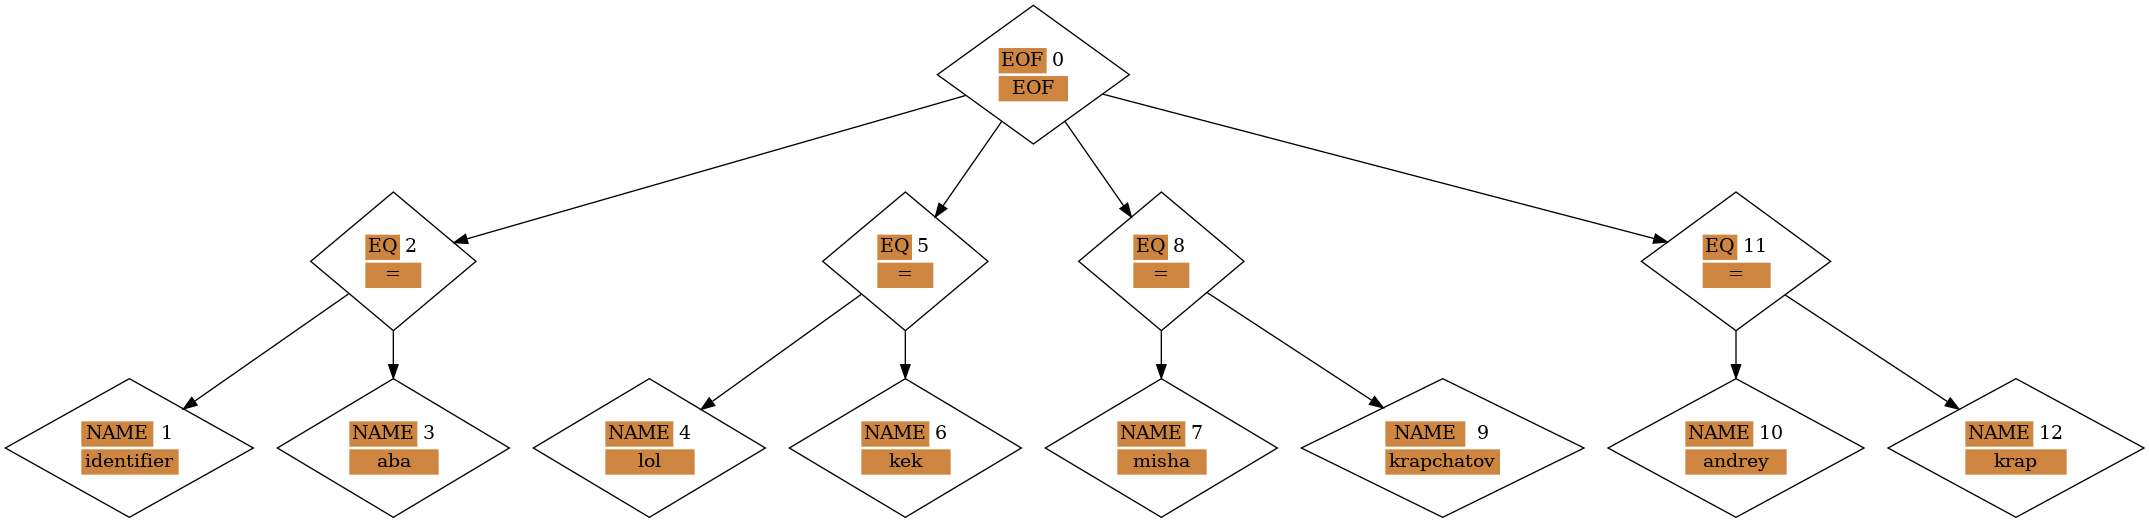 EOF 0
EOF
EQ 2
=
EQ 5
=
EQ 8
=
EQ 11
=
NAME 1
identifier
NAME 3
aba
NAME 4
lol
NAME 6
kek
NAME 7
misha
NAME 9
krapchatov
NAME 10
andrey
NAME 12
krap